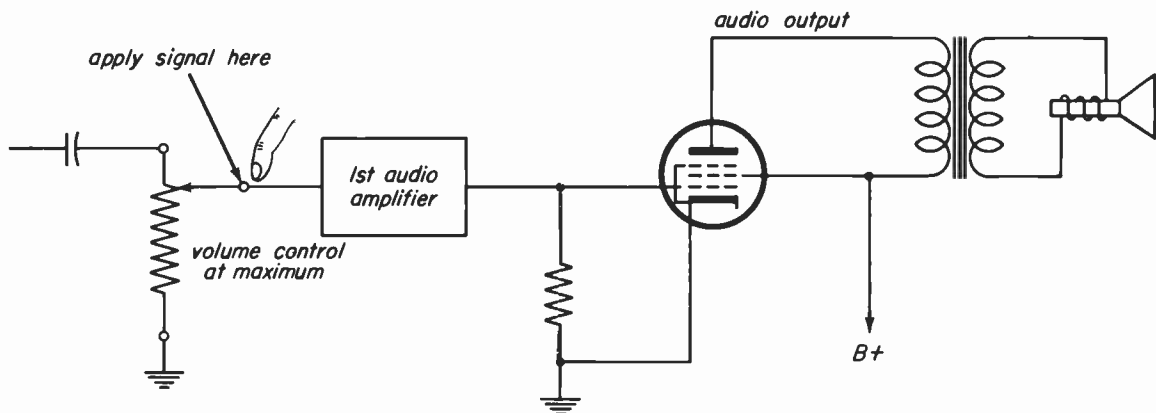 audio output
apply signal here
1st audio
amplifier
volume control
at maximum
B+